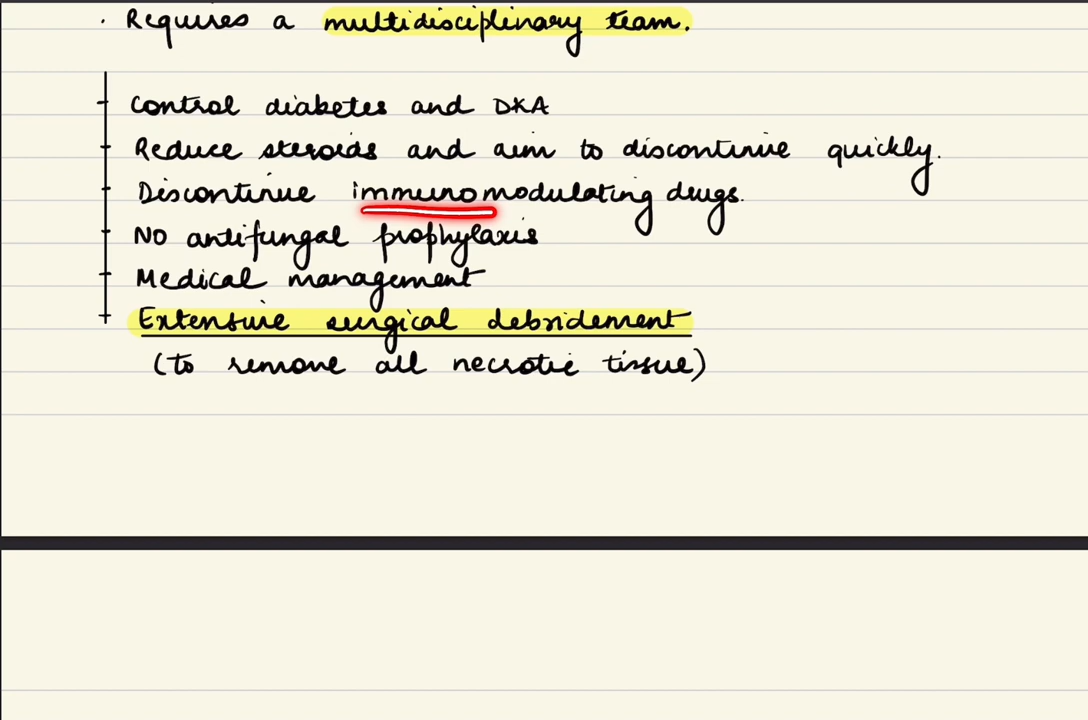 · Requires a multidisciplinary team.
Control diabetes and DKA
Reduce steroids and aim to discontinue quickly.
Discontinue immunomodulating drugs.
No antifungal prophylaxis
Medical management
Extensive surgical debridement
(to remove all necrotic tissue)